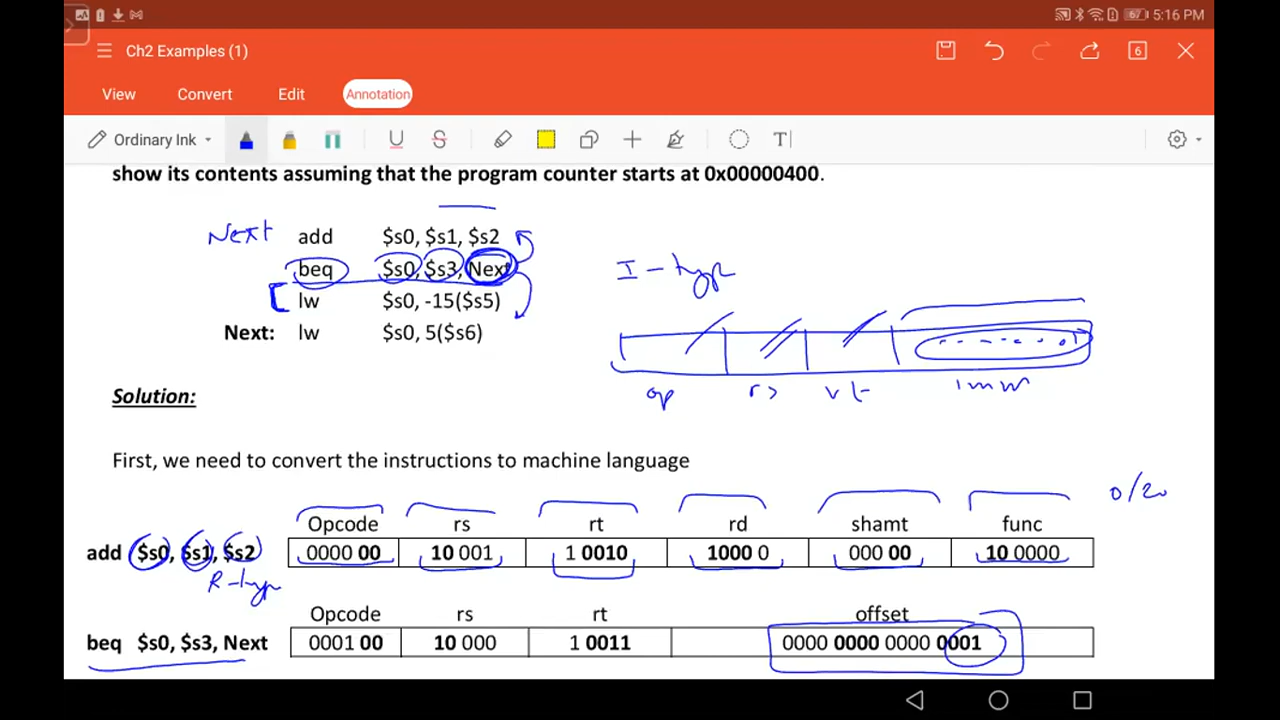 67 5:16 PM
Ch2 Examples (1)
6
View Convert Edit Annotation
Ordinary Ink T
show its contents assuming that the program counter starts at 0x00000400.
Next add $s0, $s1, $s2
beq $s0, $s3, Next
I-type
lw $s0, -15($s5)
Next: lw $s0, 5($s6)
op rs rt imm
Solution:
First, we need to convert the instructions to machine language
0/20
Opcode rs rt rd shamt func
add $s0, $s1, $s2 0000 00 10 001 1 0010 1000 0 000 00 10 0000
R-type
Opcode rs rt offset
beq $s0, $s3, Next 0001 00 10 000 1 0011 0000 0000 0000 0001